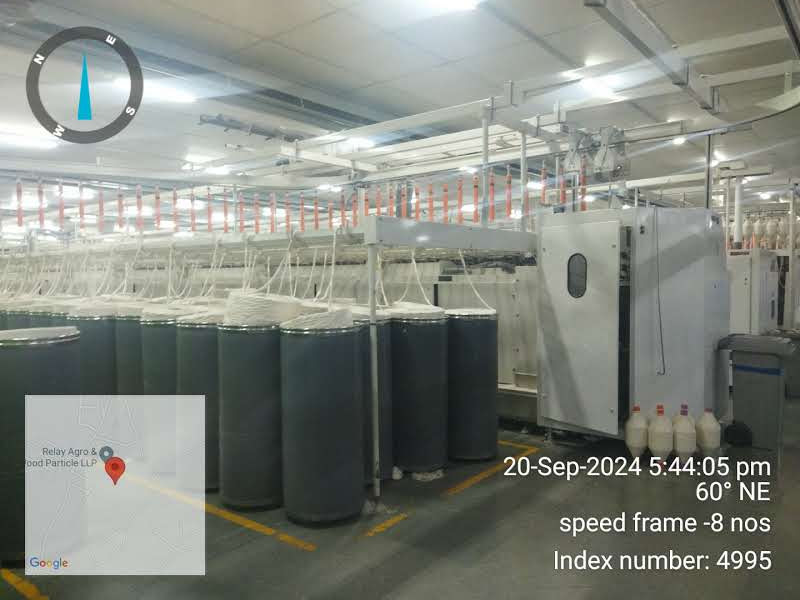 N
E
S
W
Relay Agro &
ood Particle LLP
Google
20-Sep-2024 5:44:05 pm
60° NE
speed frame -8 nos
Index number: 4995